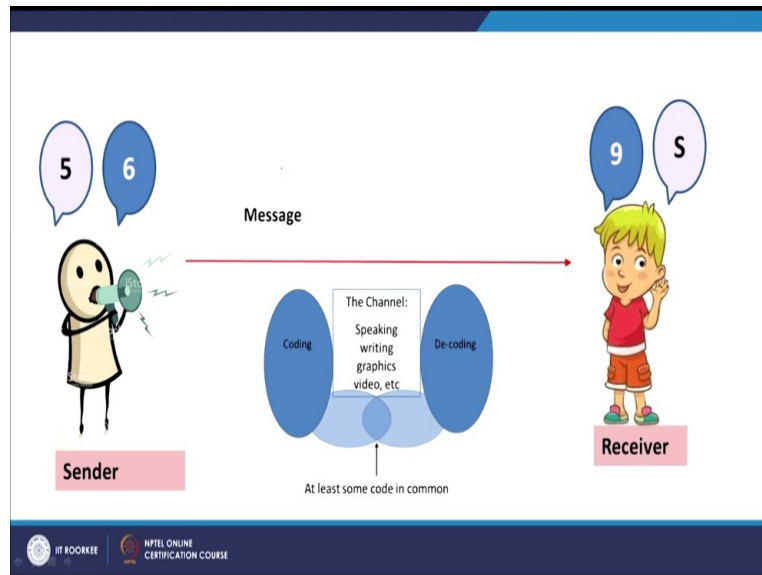 5
6
9
S
Message
The Channel:
Speaking
writing
graphics
video, etc
Coding
De-coding
At least some code in common
Sender
Receiver
IIT ROORKEE
NPTEL ONLINE
CERTIFICATION COURSE